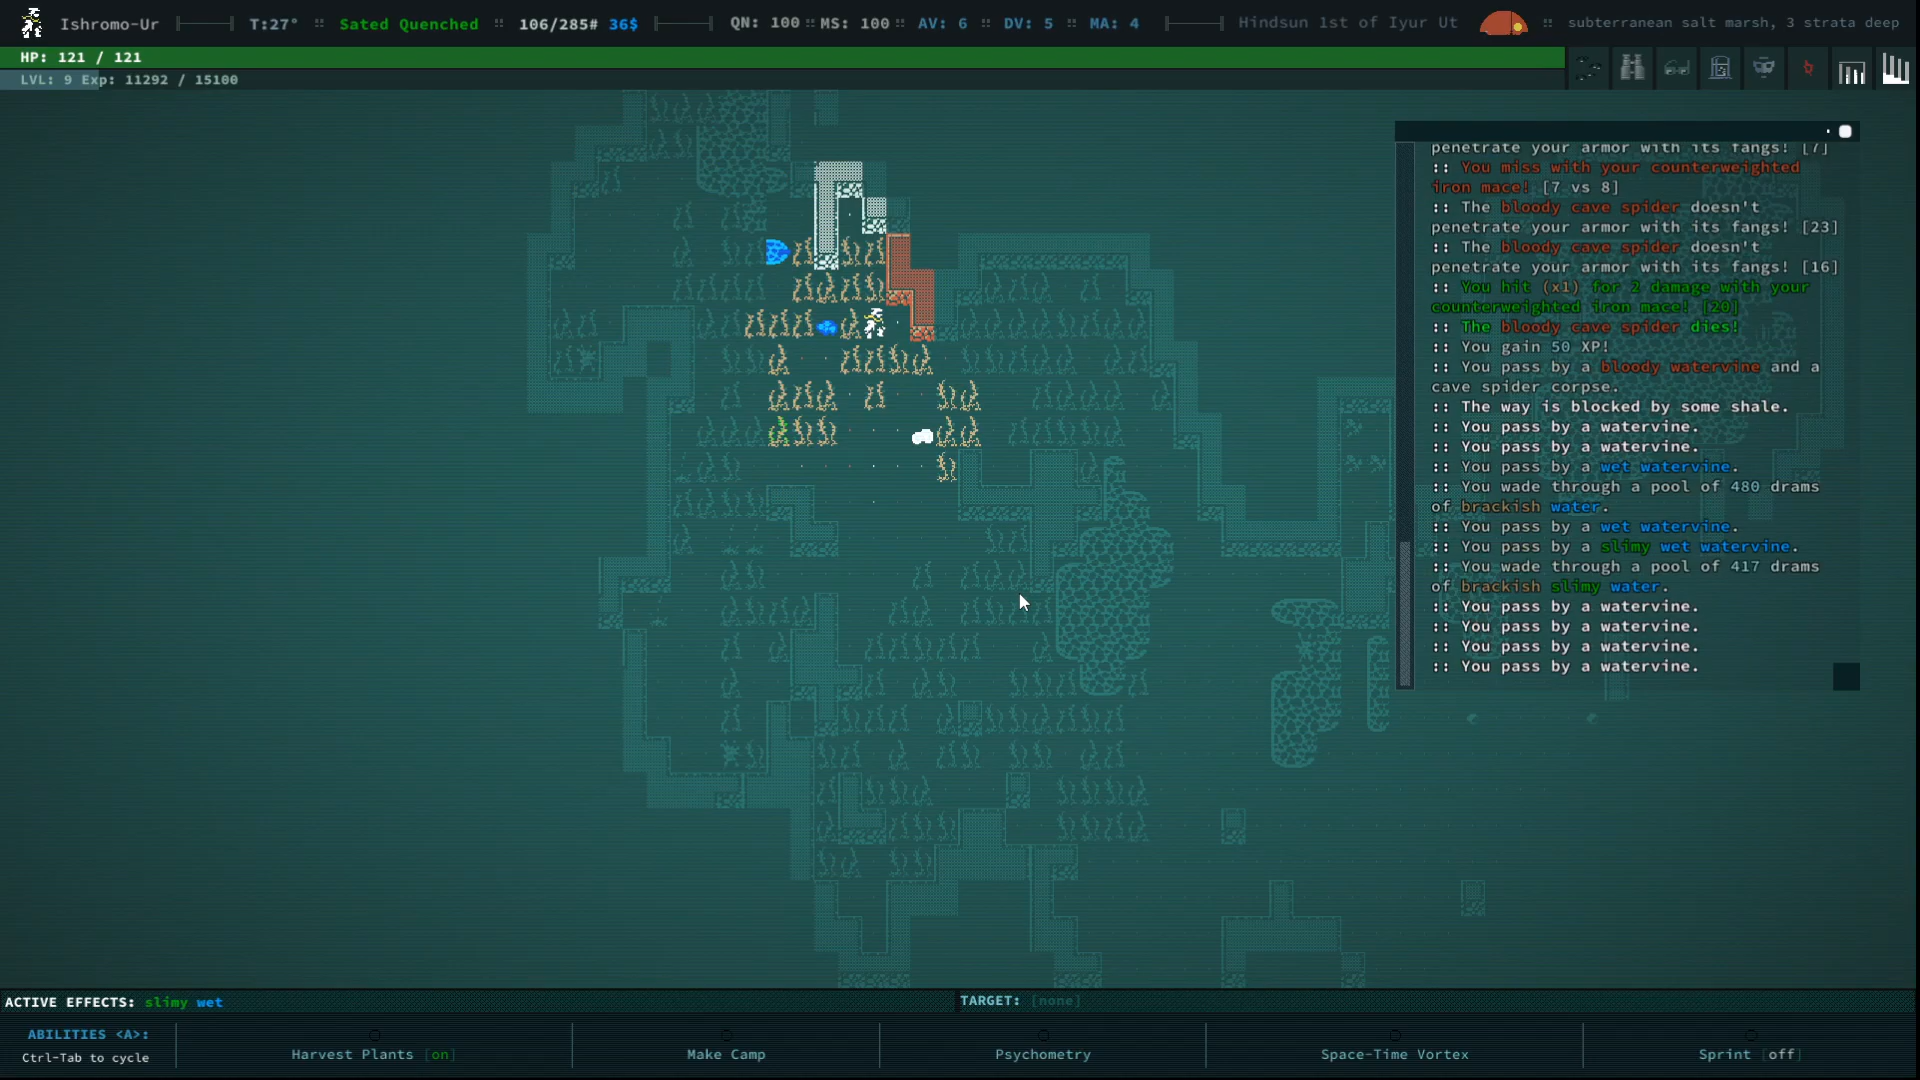 Ishromo-Ur T:27° :: Sated Quenched :: 106/285# 36$ QN: 100 :: MS: 100 :: AV: 6 :: DV: 5 :: MA: 4 Hindsun 1st of Iyur Ut :: subterranean salt marsh, 3 strata deep
HP: 121 / 121
LVL: 9 Exp: 11292 / 15100
penetrate your armor with its fangs! [7]
:: You miss with your counterweighted
iron mace! [7 vs 8]
:: The bloody cave spider doesn't
penetrate your armor with its fangs! [23]
:: The bloody cave spider doesn't
penetrate your armor with its fangs! [16]
:: You hit (x1) for 2 damage with your
counterweighted iron mace! [20]
:: The bloody cave spider dies!
:: You gain 50 XP!
:: You pass by a bloody watervine and a
cave spider corpse.
:: The way is blocked by some shale.
:: You pass by a watervine.
:: You pass by a watervine.
:: You pass by a wet watervine.
:: You wade through a pool of 480 drams
of brackish water.
:: You pass by a wet watervine.
:: You pass by a slimy wet watervine.
:: You wade through a pool of 417 drams
of brackish slimy water.
:: You pass by a watervine.
:: You pass by a watervine.
:: You pass by a watervine.
:: You pass by a watervine.
ACTIVE EFFECTS: slimy wet
TARGET: [none]
ABILITIES <A>:
Ctrl-Tab to cycle
Harvest Plants [on]
Make Camp
Psychometry
Space-Time Vortex
Sprint [off]